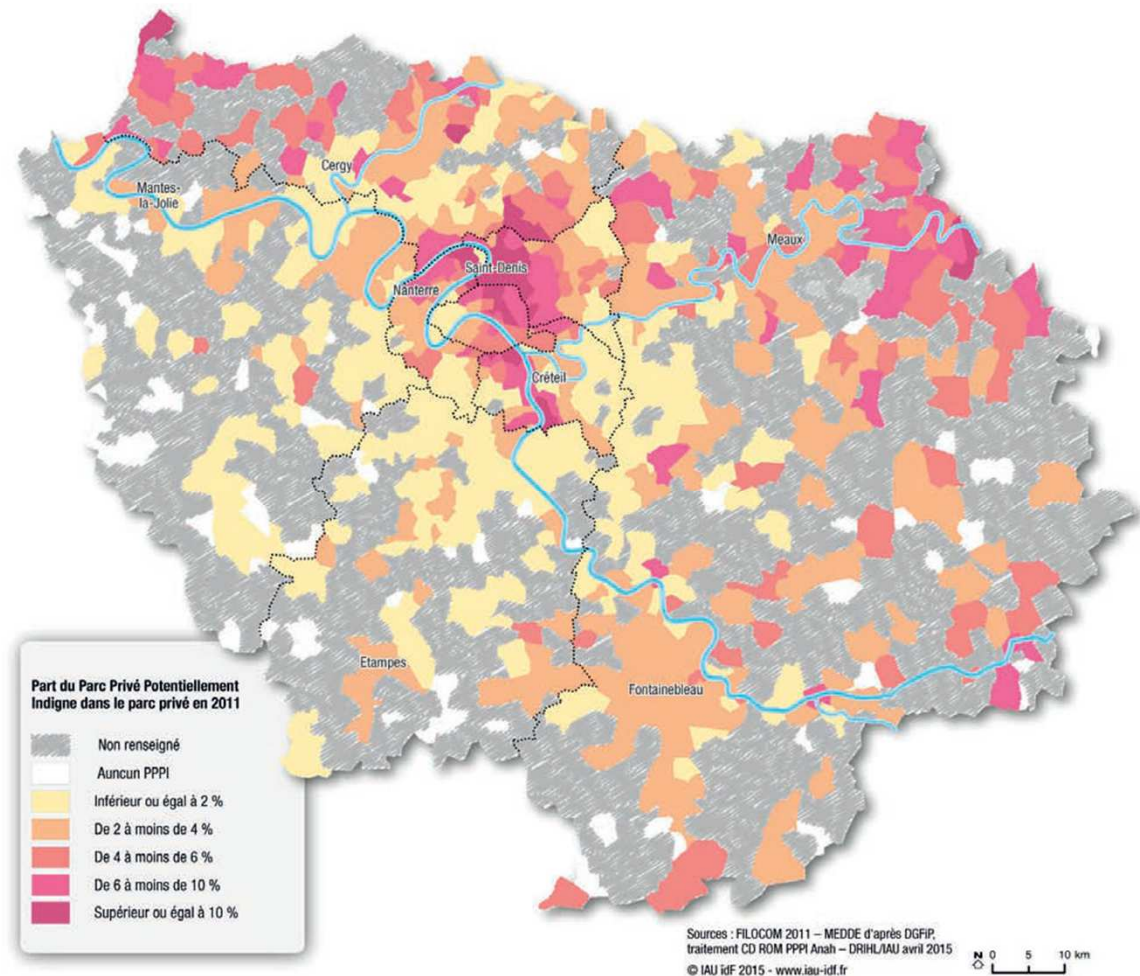 Cergy
Mantes-
la-Jolie
Meaux
Saint-Denis
Nanterre
Créteil
Etampes
Fontainebleau
Part du Parc Privé Potentiellement
Indigne dans le parc privé en 2011
Non renseigné
Auncun PPPI
Inférieur ou égal à 2 %
De 2 à moins de 4 %
De 4 à moins de 6 %
De 6 à moins de 10 %
Supérieur ou égal à 10 %
Sources : FILOCOM 2011 – MEDDE d'après DGFiP,
traitement CD ROM PPPI Anah – DRIHL/IAU avril 2015
© IAU îdF 2015 - www.iau-idf.fr
N 0 5 10 km